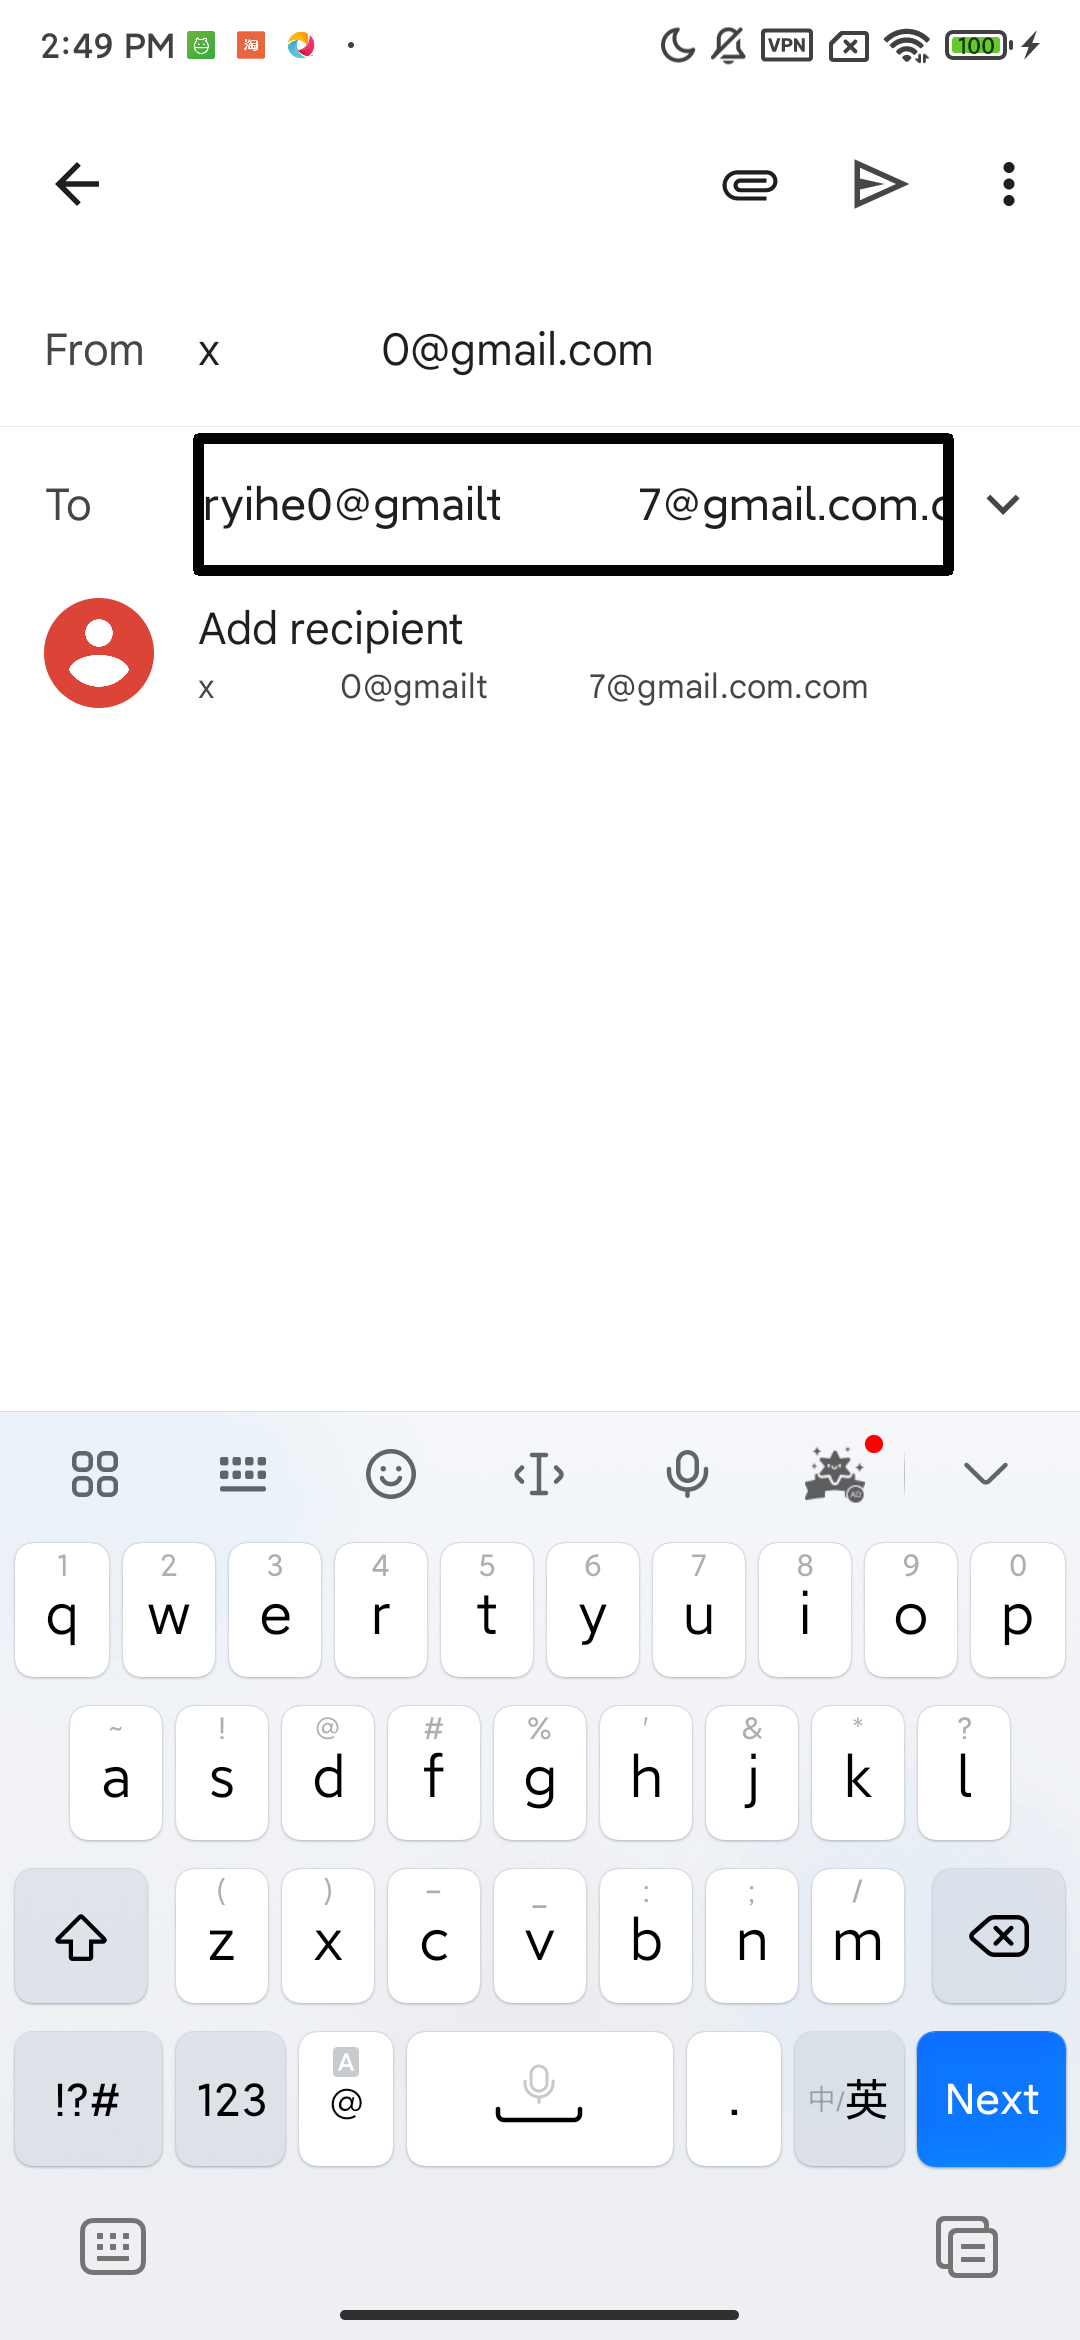 2:49 PM 淘 VPN 100
From x 0@gmail.com
To ryihe0@gmailt 7@gmail.com.c
Add recipient
x 0@gmailt 7@gmail.com.com
1 2 3 4 5 6 7 8 9 0
q w e r t y u i o p
~ ! @ # % ' & * ?
a s d f g h j k l
( ) – _ : ; /
z x c v b n m
A
!?# 123 @ . 中/英 Next